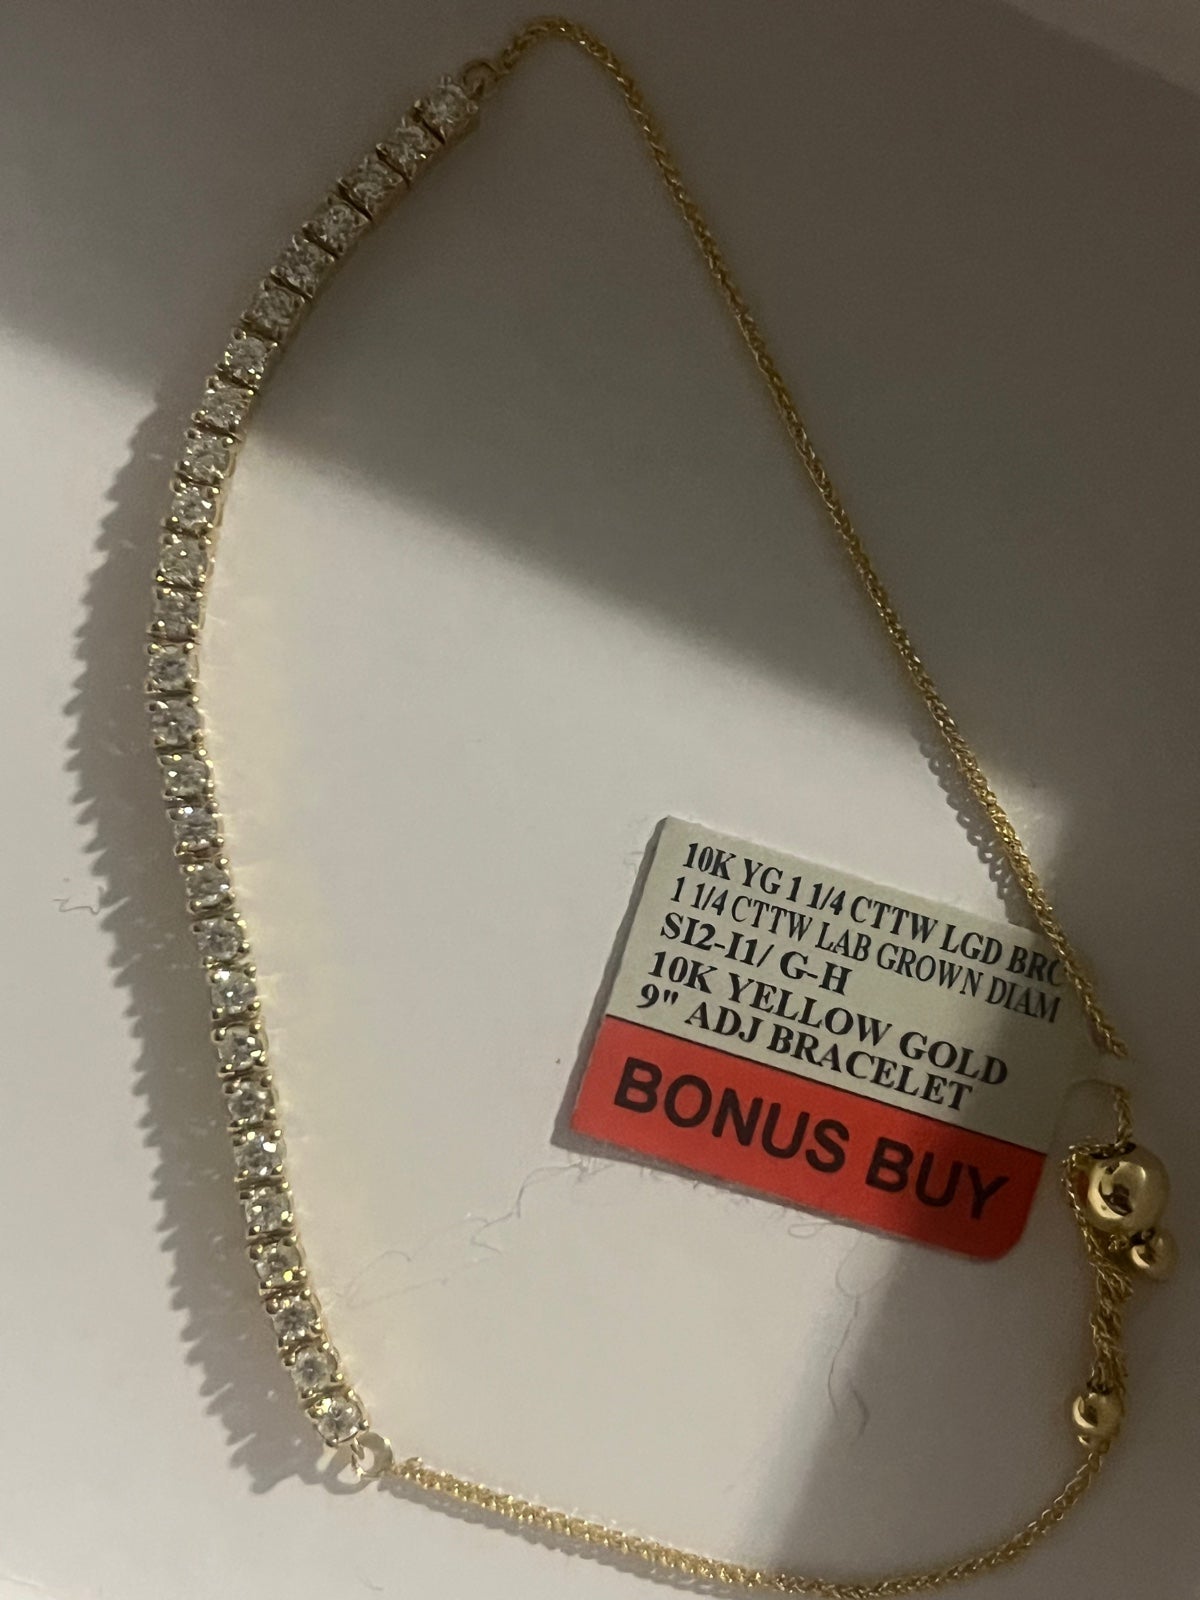 10K YG 1 1/4 CTTW LGD BRC
1 1/4 CTTW LAB GROWN DIAM
SI2-I1/ G-H
10K YELLOW GOLD
9" ADJ BRACELET
BONUS BUY